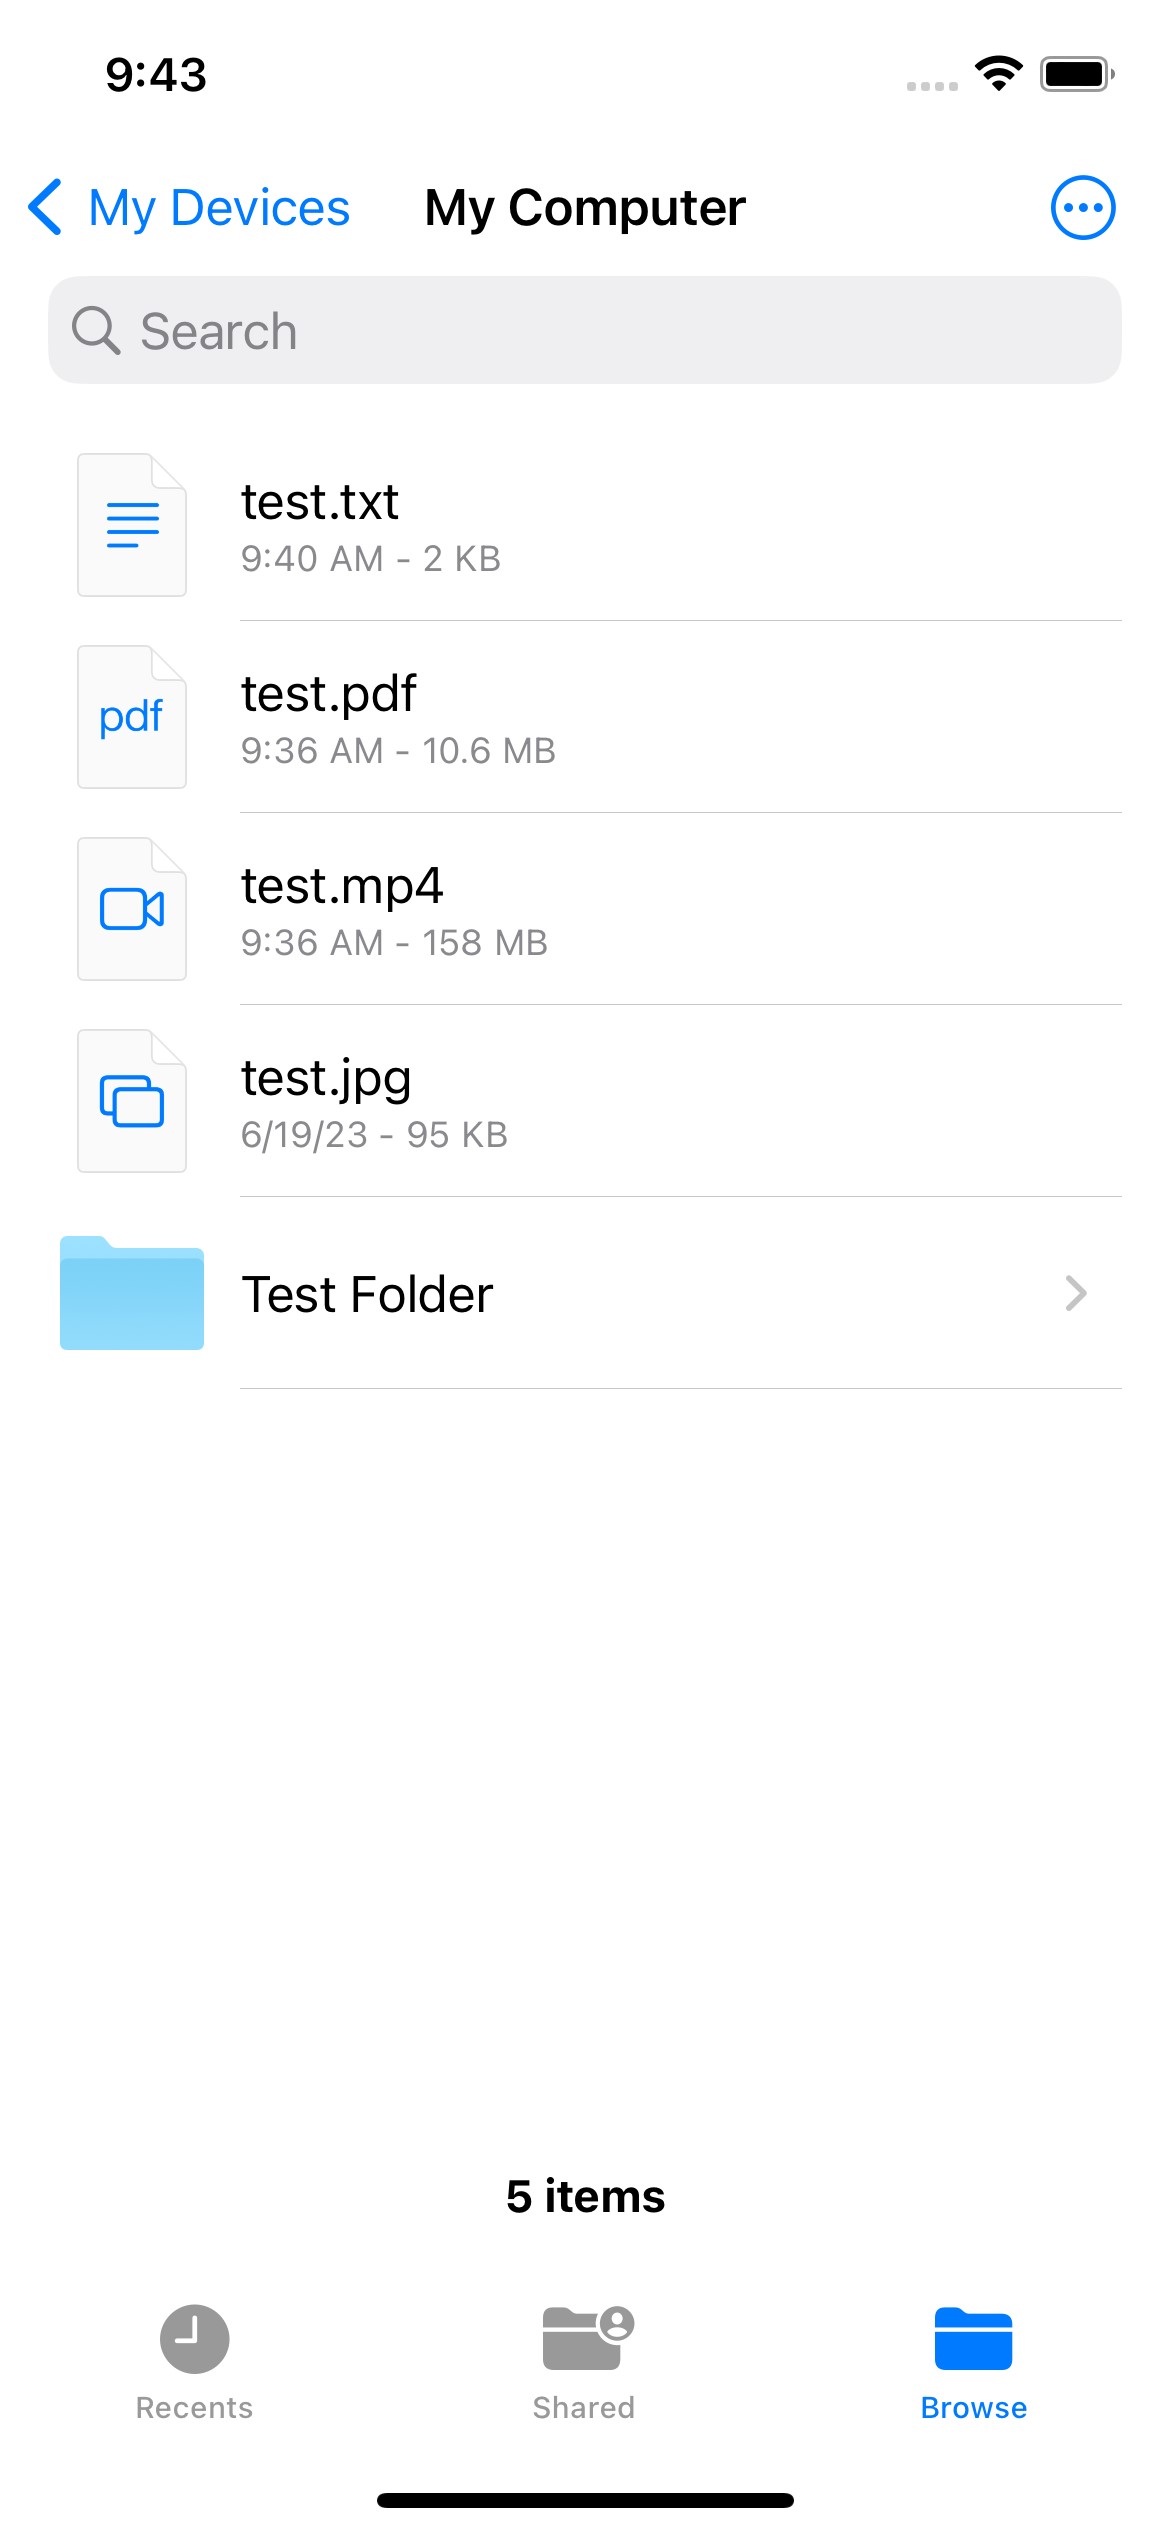 9:43
My Devices
My Computer
Search
test.txt
9:40 AM - 2 KB
pdf
test.pdf
9:36 AM - 10.6 MB
test.mp4
9:36 AM - 158 MB
test.jpg
6/19/23 - 95 KB
Test Folder
5 items
Recents
Shared
Browse